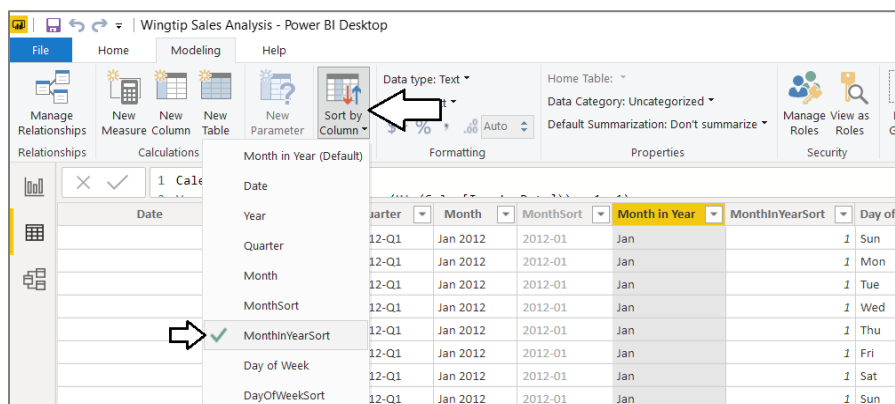 Wingtip Sales Analysis - Power BI Desktop
File Home Modeling Help
Manage Relationships
New Measure
New Column
New Table
New Parameter
Sort by Column
Data type: Text
$ % , .00 Auto
Home Table:
Data Category: Uncategorized
Default Summarization: Don't summarize
Manage Roles
View as Roles
Relationships Calculations Formatting Properties Security
Month in Year (Default)
Date
Year
Quarter
Month
MonthSort
MonthInYearSort
Day of Week
DayOfWeekSort
1 Cale
Date uarter Month MonthSort Month in Year MonthInYearSort Day of
12-Q1 Jan 2012 2012-01 Jan 1 Sun
12-Q1 Jan 2012 2012-01 Jan 1 Mon
12-Q1 Jan 2012 2012-01 Jan 1 Tue
12-Q1 Jan 2012 2012-01 Jan 1 Wed
12-Q1 Jan 2012 2012-01 Jan 1 Thu
12-Q1 Jan 2012 2012-01 Jan 1 Fri
12-Q1 Jan 2012 2012-01 Jan 1 Sat
12-Q1 Jan 2012 2012-01 Jan 1 Sun